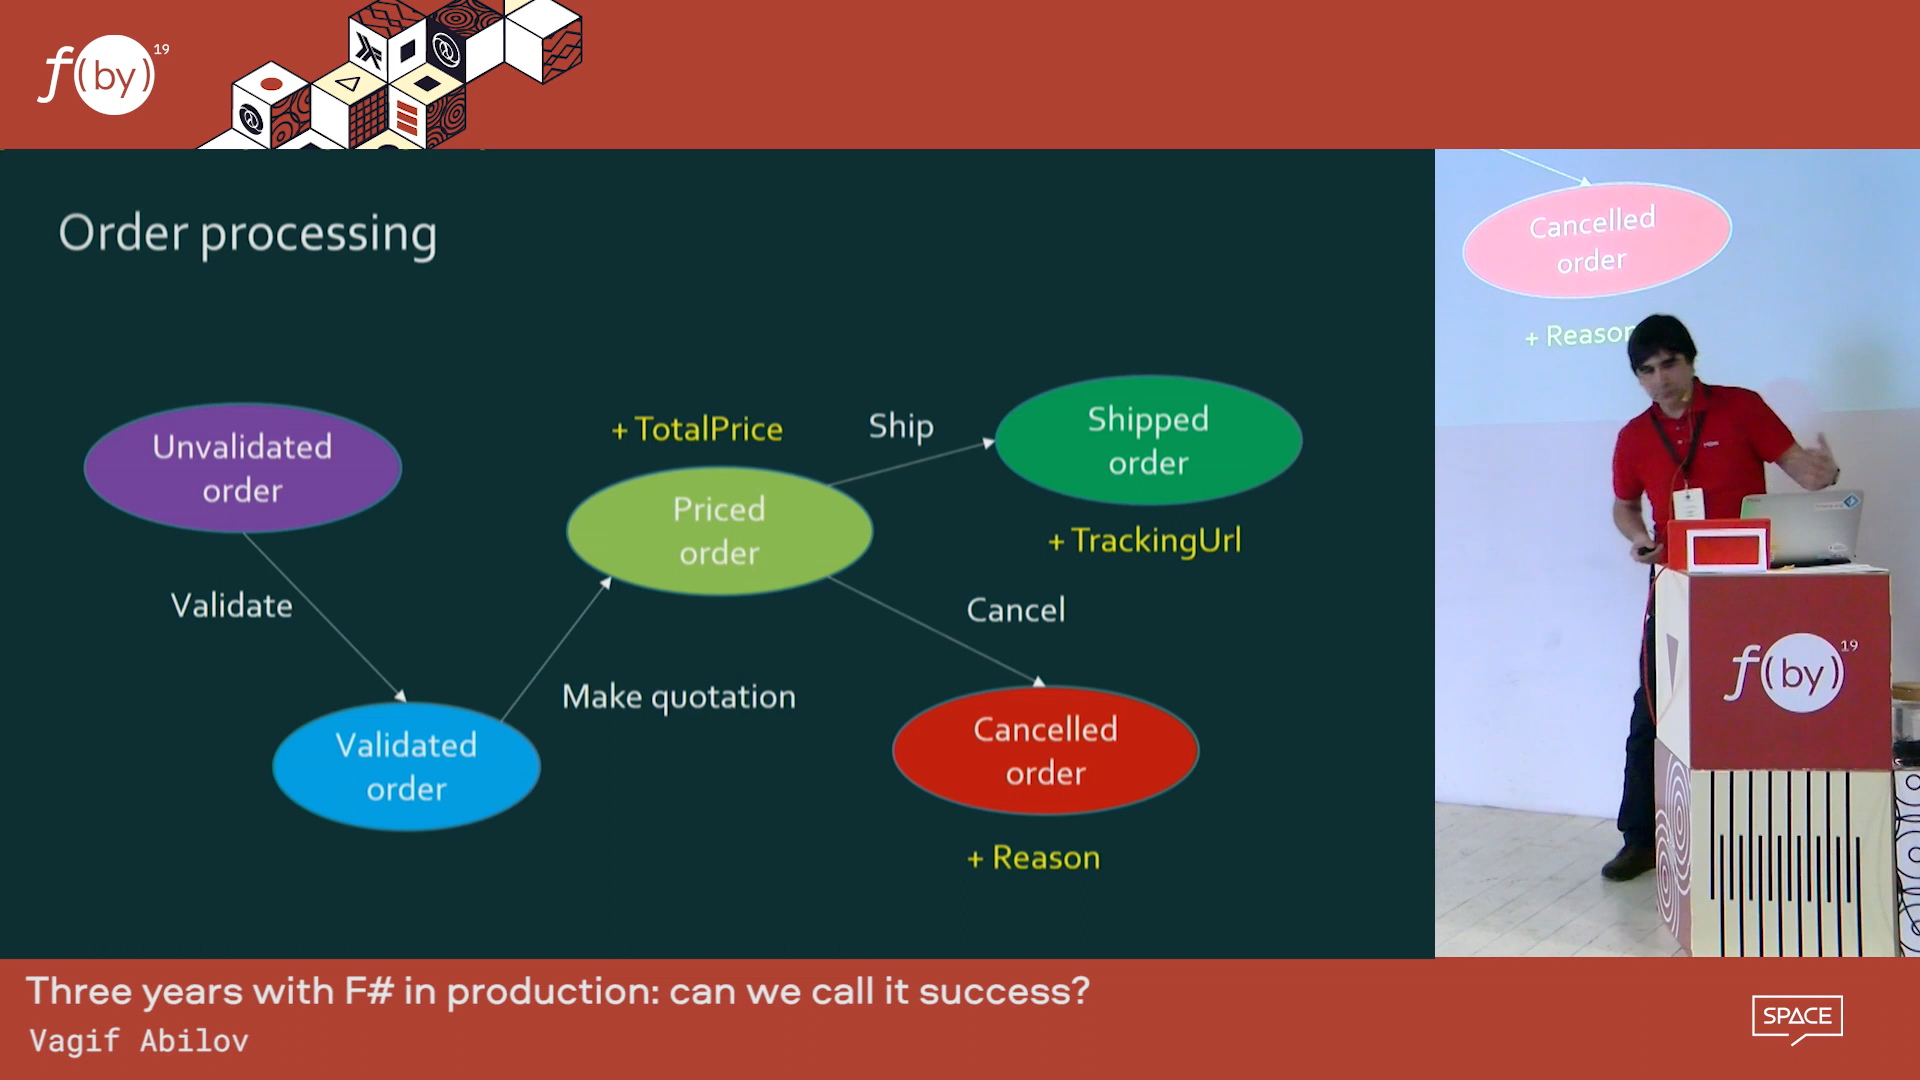 f(by) 19
Order processing
Unvalidated
order
Validate
Validated
order
Make quotation
+ TotalPrice
Priced
order
Ship
Shipped
order
+ TrackingUrl
Cancel
Cancelled
order
+ Reason
Cancelled
order
+ Reason
f(by) 19
Three years with F# in production: can we call it success?
Vagif Abilov
SPACE